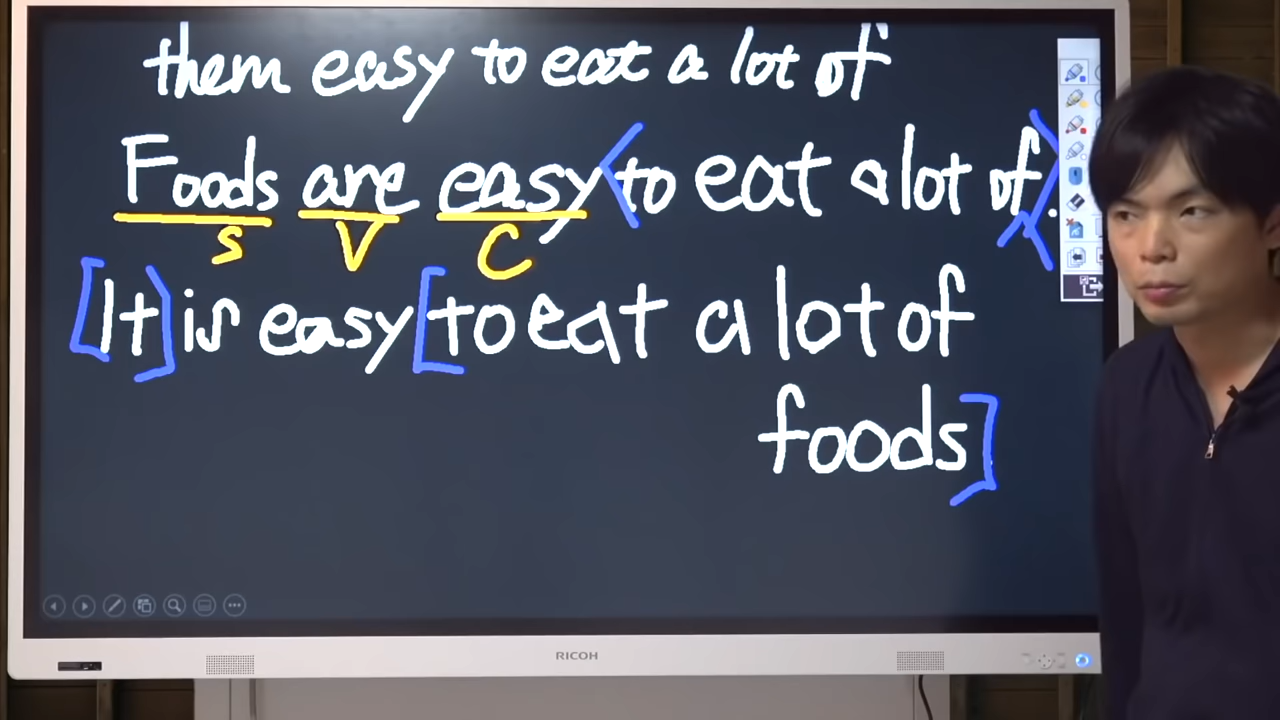 them easy to eat a lot of
Foods are easy <to eat a lot of>.
S V C
[It] is easy [to eat a lot of
foods]
RICOH